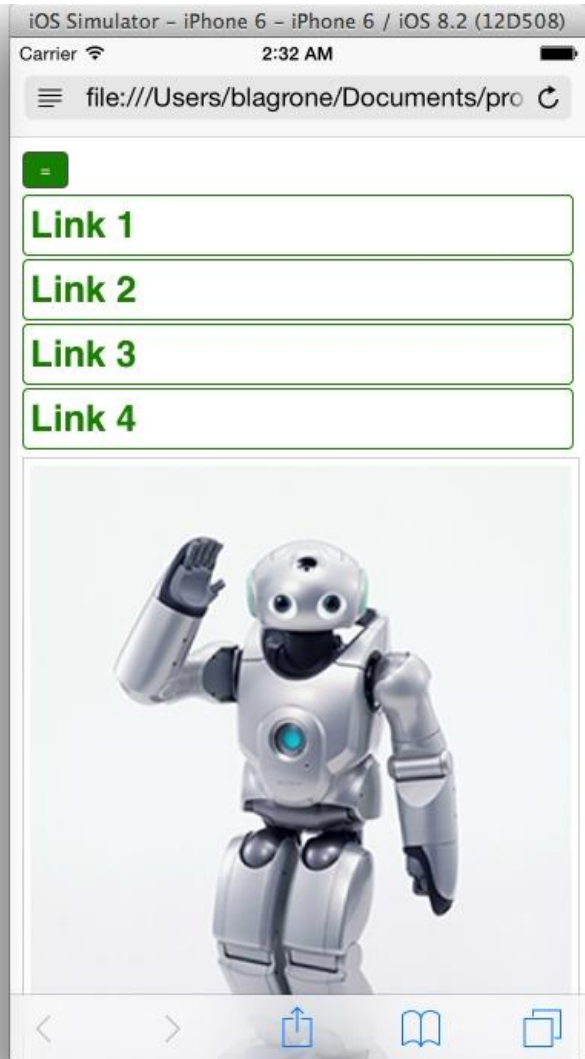 iOS Simulator – iPhone 6 – iPhone 6 / iOS 8.2 (12D508)
Carrier 2:32 AM
file:///Users/blagrone/Documents/pro
=
Link 1
Link 2
Link 3
Link 4